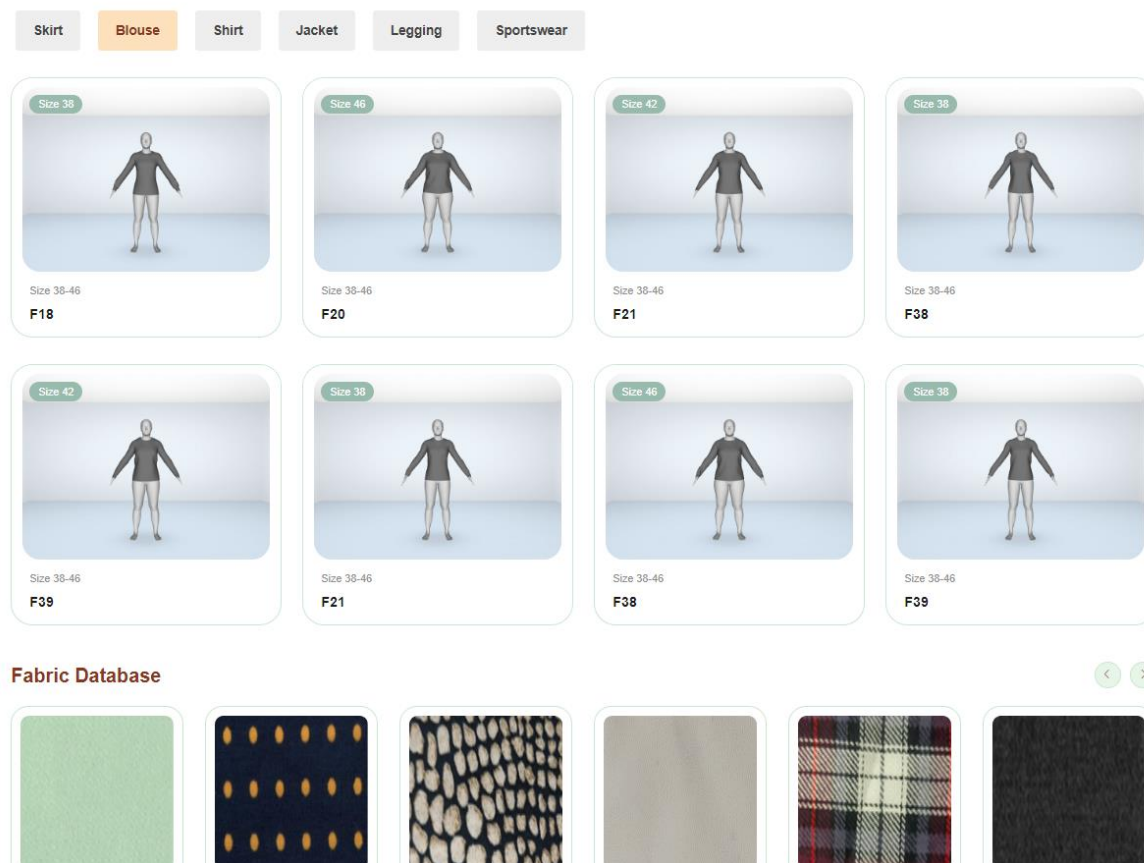 Skirt Blouse Shirt Jacket Legging Sportswear
Size 38 Size 46 Size 42 Size 38
Size 38-46 Size 38-46 Size 38-46 Size 38-46
F18 F20 F21 F38
Size 42 Size 38 Size 46 Size 38
Size 38-46 Size 38-46 Size 38-46 Size 38-46
F39 F21 F38 F39
Fabric Database